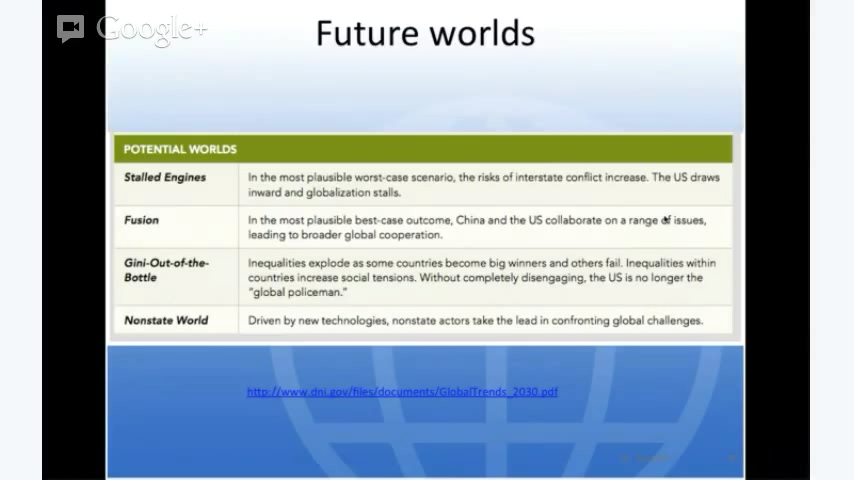 Google+
Future worlds
POTENTIAL WORLDS
Stalled Engines
In the most plausible worst-case scenario, the risks of interstate conflict increase. The US draws
inward and globalization stalls.
Fusion
In the most plausible best-case outcome, China and the US collaborate on a range of issues,
leading to broader global cooperation.
Gini-Out-of-the-
Bottle
Inequalities explode as some countries become big winners and others fail. Inequalities within
countries increase social tensions. Without completely disengaging, the US is no longer the
"global policeman."
Nonstate World
Driven by new technologies, nonstate actors take the lead in confronting global challenges.
http://www.dni.gov/files/documents/GlobalTrends_2030.pdf